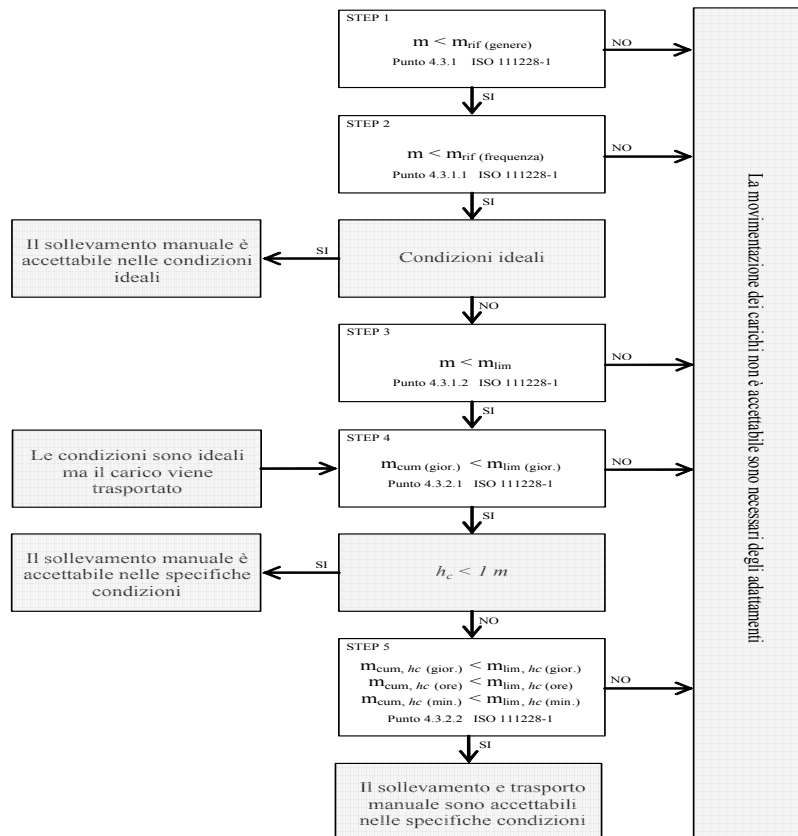 STEP 1
m < mrif (genere)
Punto 4.3.1 ISO 111228-1
NO
SI
STEP 2
m < mrif (frequenza)
Punto 4.3.1.1 ISO 111228-1
NO
SI
Il sollevamento manuale è
accettabile nelle condizioni
ideali
SI
Condizioni ideali
NO
STEP 3
m < mlim
Punto 4.3.1.2 ISO 111228-1
NO
SI
Le condizioni sono ideali
ma il carico viene
trasportato
STEP 4
mcum (gior.) < mlim (gior.)
Punto 4.3.2.1 ISO 111228-1
NO
SI
Il sollevamento manuale è
accettabile nelle specifiche
condizioni
SI
hc < 1 m
NO
STEP 5
mcum, hc (gior.) < mlim, hc (gior.)
mcum, hc (ore) < mlim, hc (ore)
mcum, hc (min.) < mlim, hc (min.)
Punto 4.3.2.2 ISO 111228-1
NO
SI
Il sollevamento e trasporto
manuale sono accettabili
nelle specifiche condizioni
La movimentazione dei carichi non è accettabile sono necessari degli adattamenti